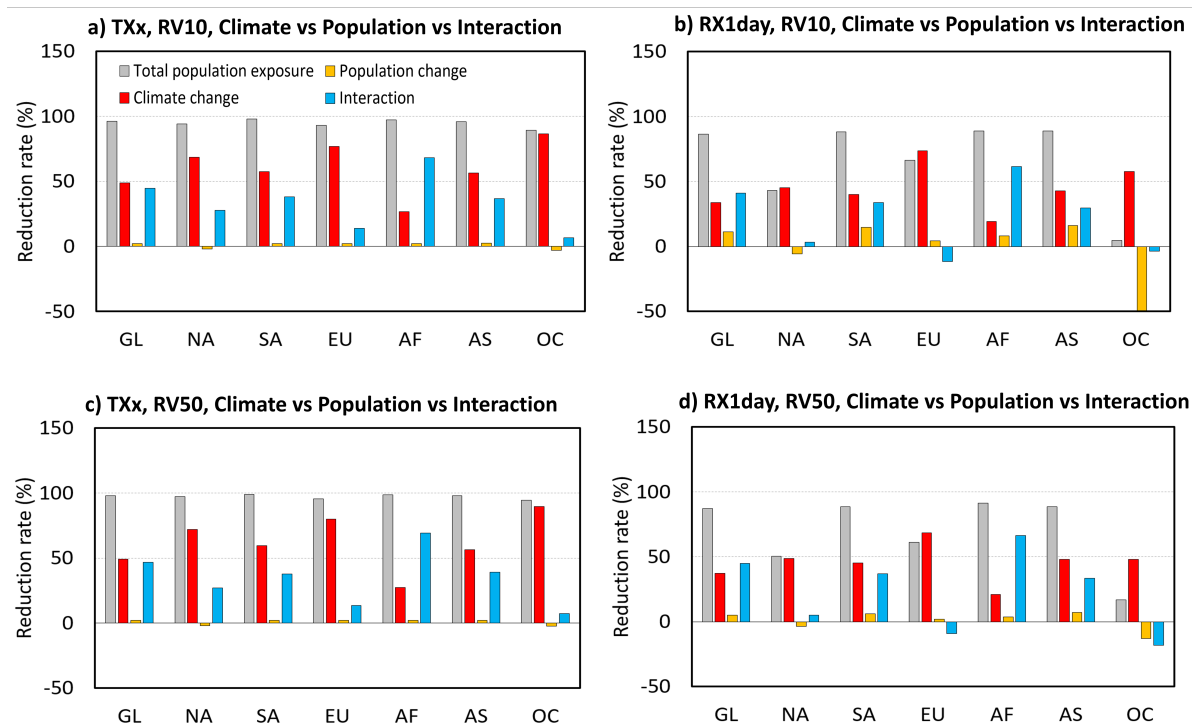 a) TXx, RV10, Climate vs Population vs Interaction
150
100
50
0
-50
Reduction rate (%)
Total population exposure
Population change
Climate change
Interaction
GL NA SA EU AF AS OC
b) RX1day, RV10, Climate vs Population vs Interaction
150
100
50
0
-50
Reduction rate (%)
GL NA SA EU AF AS OC
c) TXx, RV50, Climate vs Population vs Interaction
150
100
50
0
-50
Reduction rate (%)
GL NA SA EU AF AS OC
d) RX1day, RV50, Climate vs Population vs Interaction
150
100
50
0
-50
Reduction rate (%)
GL NA SA EU AF AS OC